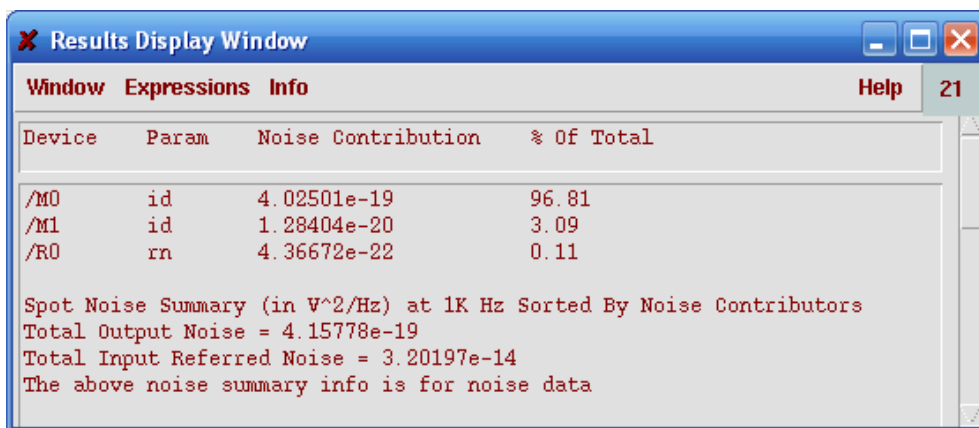 Results Display Window
Window Expressions Info Help 21
Device Param Noise Contribution % Of Total
/M0 id 4.02501e-19 96.81
/M1 id 1.28404e-20 3.09
/R0 rn 4.36672e-22 0.11
Spot Noise Summary (in V^2/Hz) at 1K Hz Sorted By Noise Contributors
Total Output Noise = 4.15778e-19
Total Input Referred Noise = 3.20197e-14
The above noise summary info is for noise data